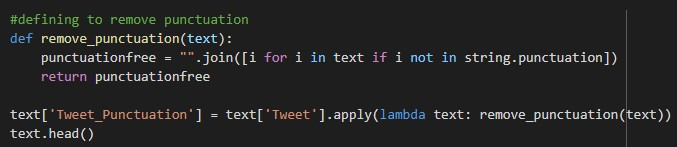 #defining to remove punctuation
def remove_punctuation(text):
    punctuationfree = "".join([i for i in text if i not in string.punctuation])
    return punctuationfree

text['Tweet_Punctuation'] = text['Tweet'].apply(lambda text: remove_punctuation(text))
text.head()